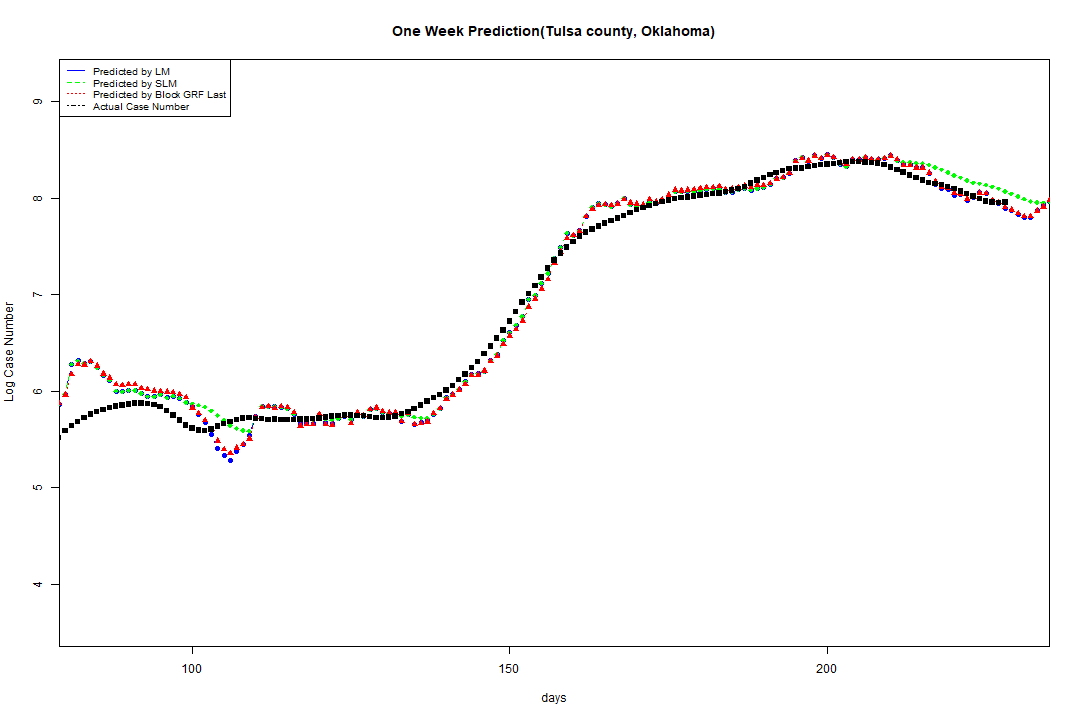 One Week Prediction(Tulsa county, Oklahoma)
Predicted by LM
Predicted by SLM
Predicted by Block GRF Last
Actual Case Number
9
8
7
6
5
4
Log Case Number
100
150
200
days